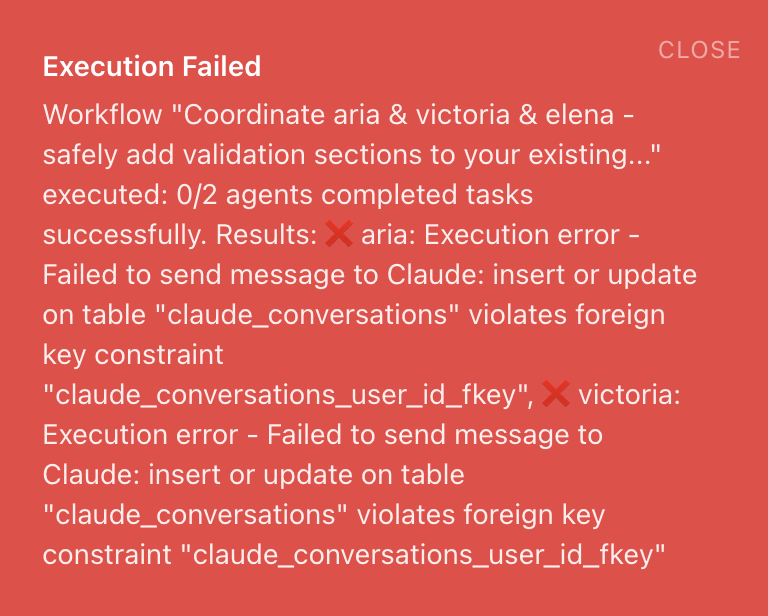 CLOSE
Execution Failed
Workflow "Coordinate aria & victoria & elena -
safely add validation sections to your existing..."
executed: 0/2 agents completed tasks
successfully. Results: ❌ aria: Execution error -
Failed to send message to Claude: insert or update
on table "claude_conversations" violates foreign
key constraint
"claude_conversations_user_id_fkey", ❌ victoria:
Execution error - Failed to send message to
Claude: insert or update on table
"claude_conversations" violates foreign key
constraint "claude_conversations_user_id_fkey"